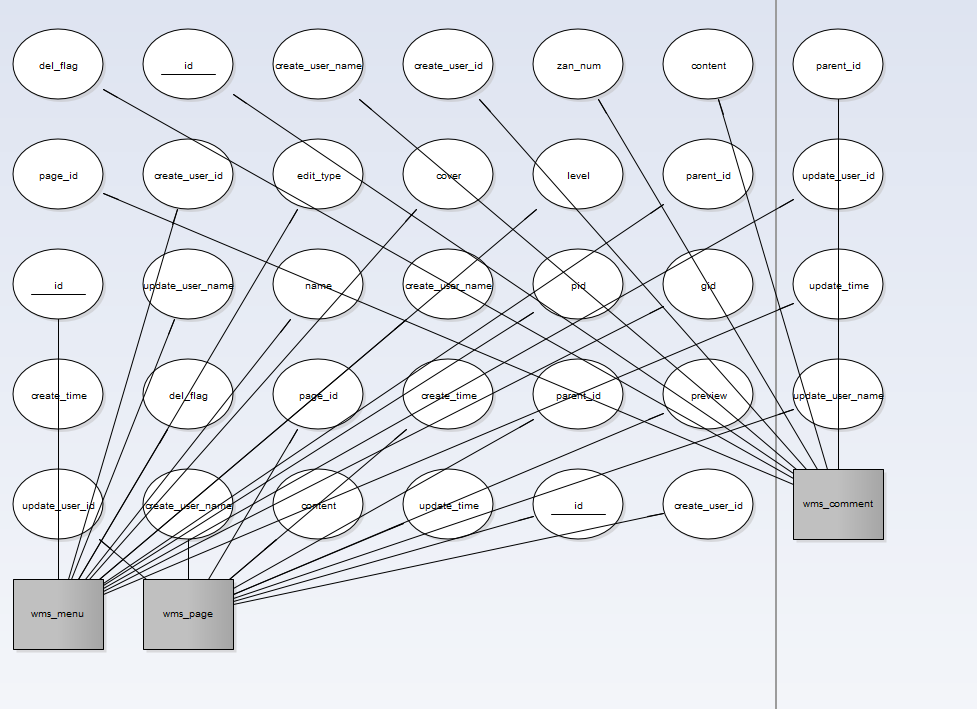 del_flag
id
create_user_name
create_user_id
zan_num
content
parent_id
page_id
create_user_id
edit_type
cover
level
parent_id
update_user_id
id
update_user_name
name
create_user_name
pid
gid
update_time
create_time
del_flag
page_id
create_time
parent_id
preview
update_user_name
update_user_id
create_user_name
content
update_time
id
create_user_id
wms_comment
wms_menu
wms_page